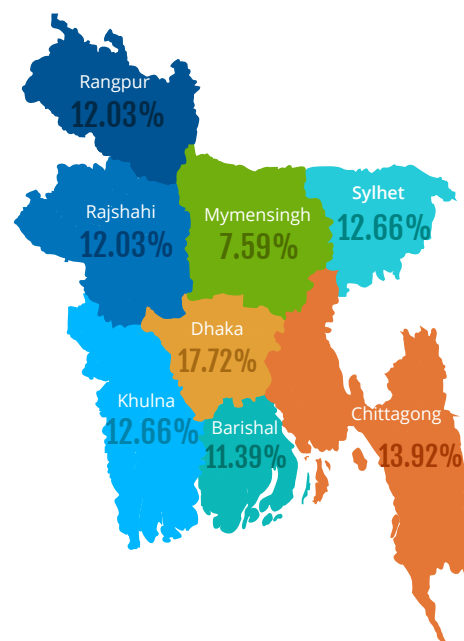 Rangpur
12.03%
Rajshahi
12.03%
Mymensingh
7.59%
Sylhet
12.66%
Dhaka
17.72%
Khulna
12.66%
Barishal
11.39%
Chittagong
13.92%